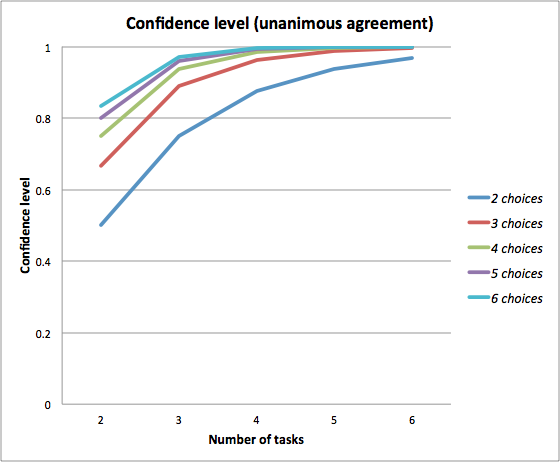 Confidence level (unanimous agreement)
1
0.8
0.6
0.4
0.2
0
Confidence level
2 3 4 5 6
Number of tasks
2 choices
3 choices
4 choices
5 choices
6 choices